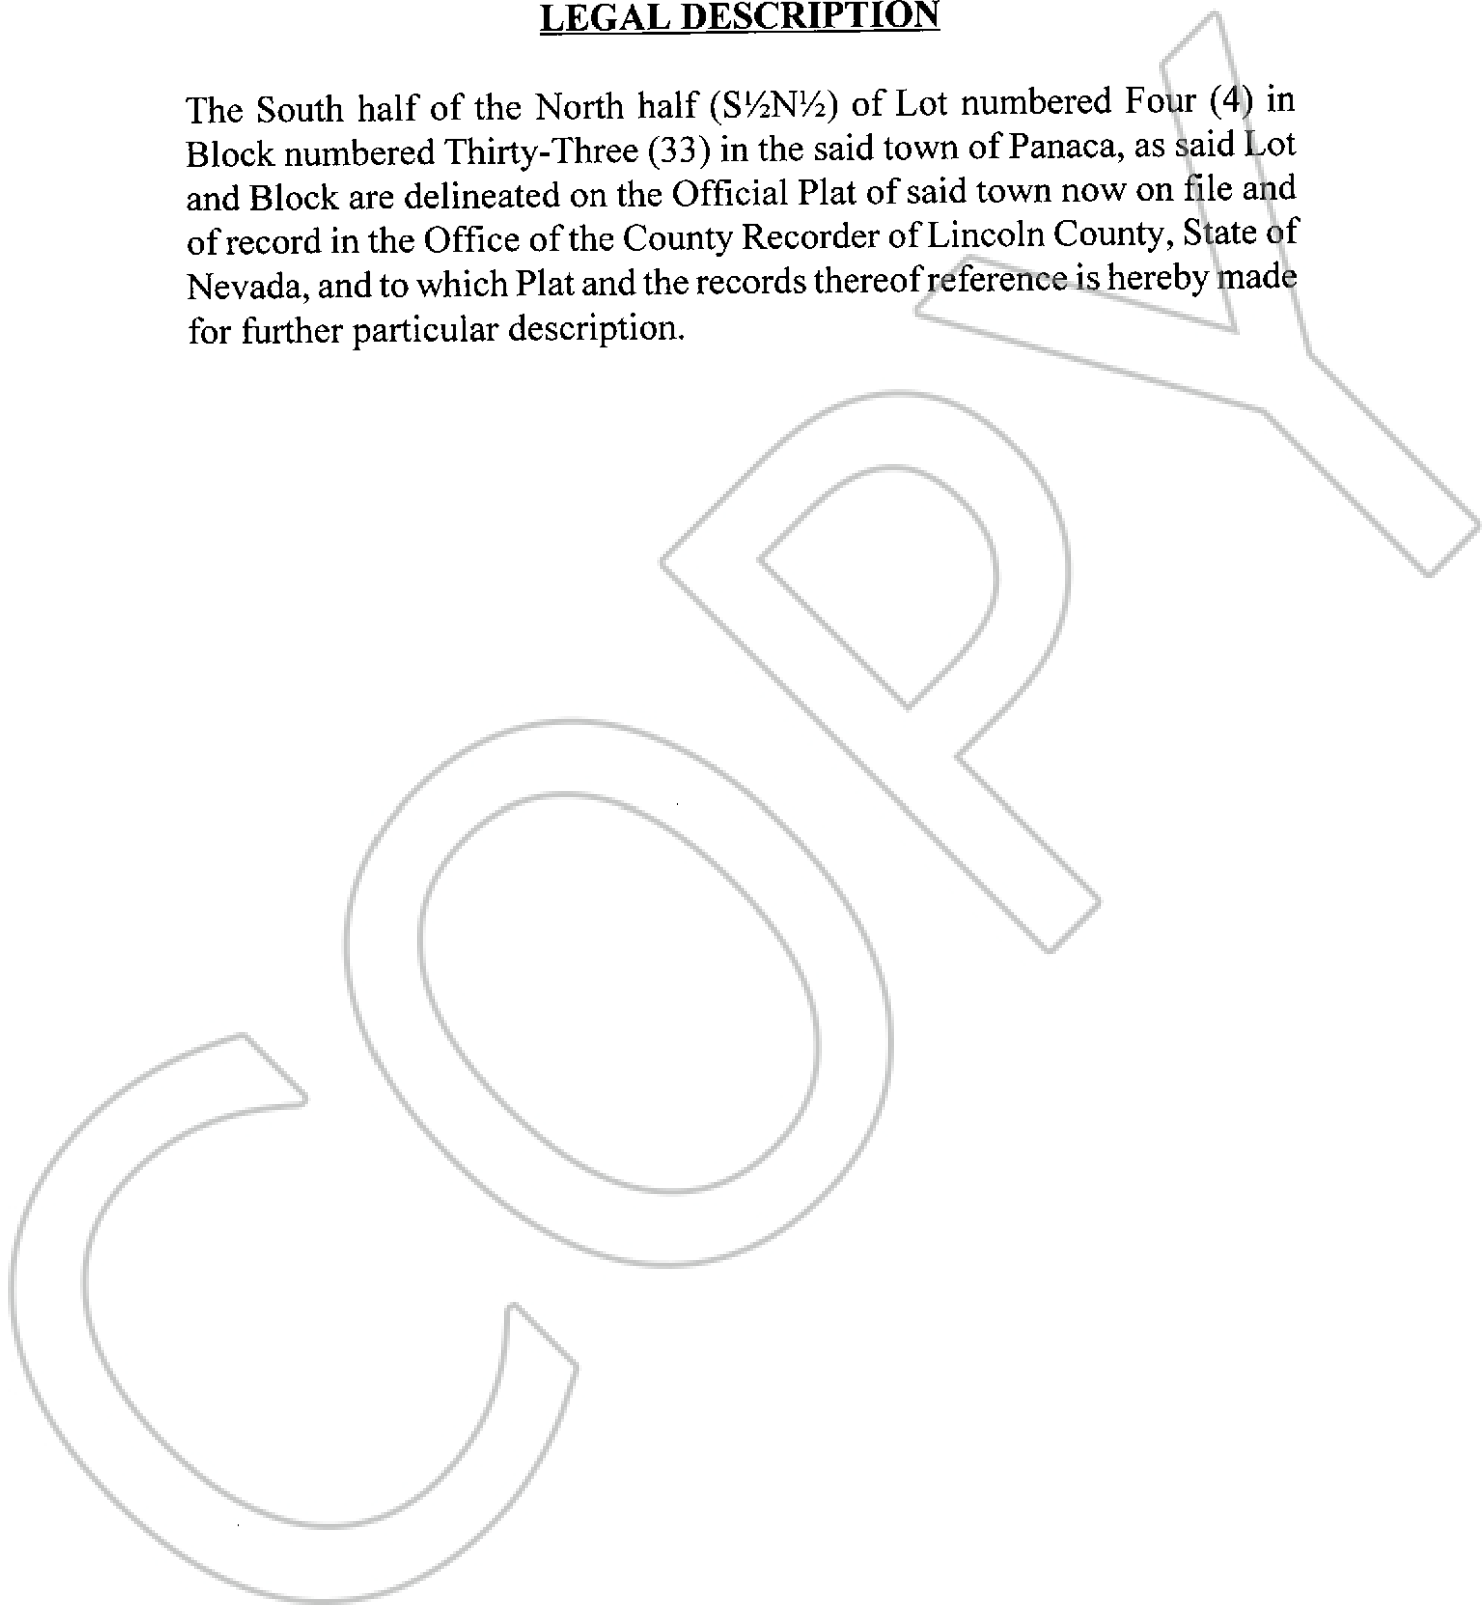 LEGAL DESCRIPTION
The South half of the North half (S½N½) of Lot numbered Four (4) in
Block numbered Thirty-Three (33) in the said town of Panaca, as said Lot
and Block are delineated on the Official Plat of said town now on file and
of record in the Office of the County Recorder of Lincoln County, State of
Nevada, and to which Plat and the records thereof reference is hereby made
for further particular description.
COPY